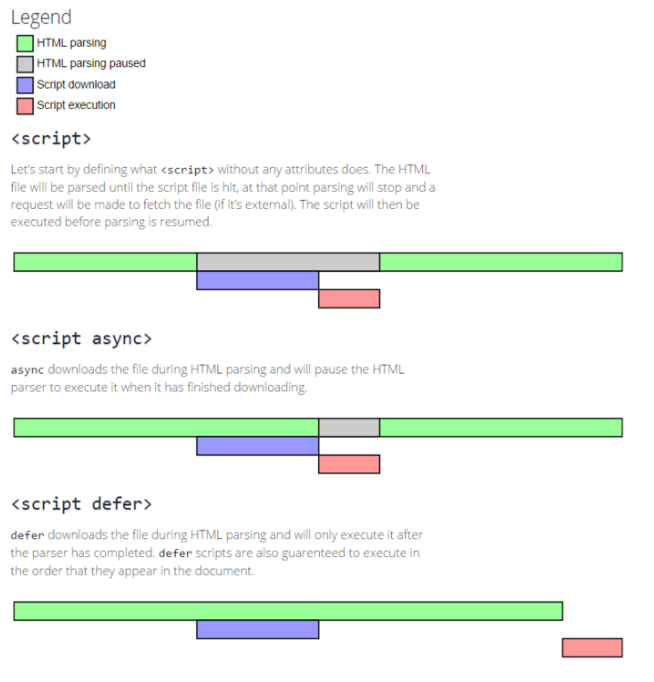 Legend
HTML parsing
HTML parsing paused
Script download
Script execution
<script>
Let's start by defining what <script> without any attributes does. The HTML
file will be parsed until the script file is hit, at that point parsing will stop and a
request will be made to fetch the file (if it's external). The script will then be
executed before parsing is resumed.
<script async>
async downloads the file during HTML parsing and will pause the HTML
parser to execute it when it has finished downloading.
<script defer>
defer downloads the file during HTML parsing and will only execute it after
the parser has completed. defer scripts are also guarenteed to execute in
the order that they appear in the document.